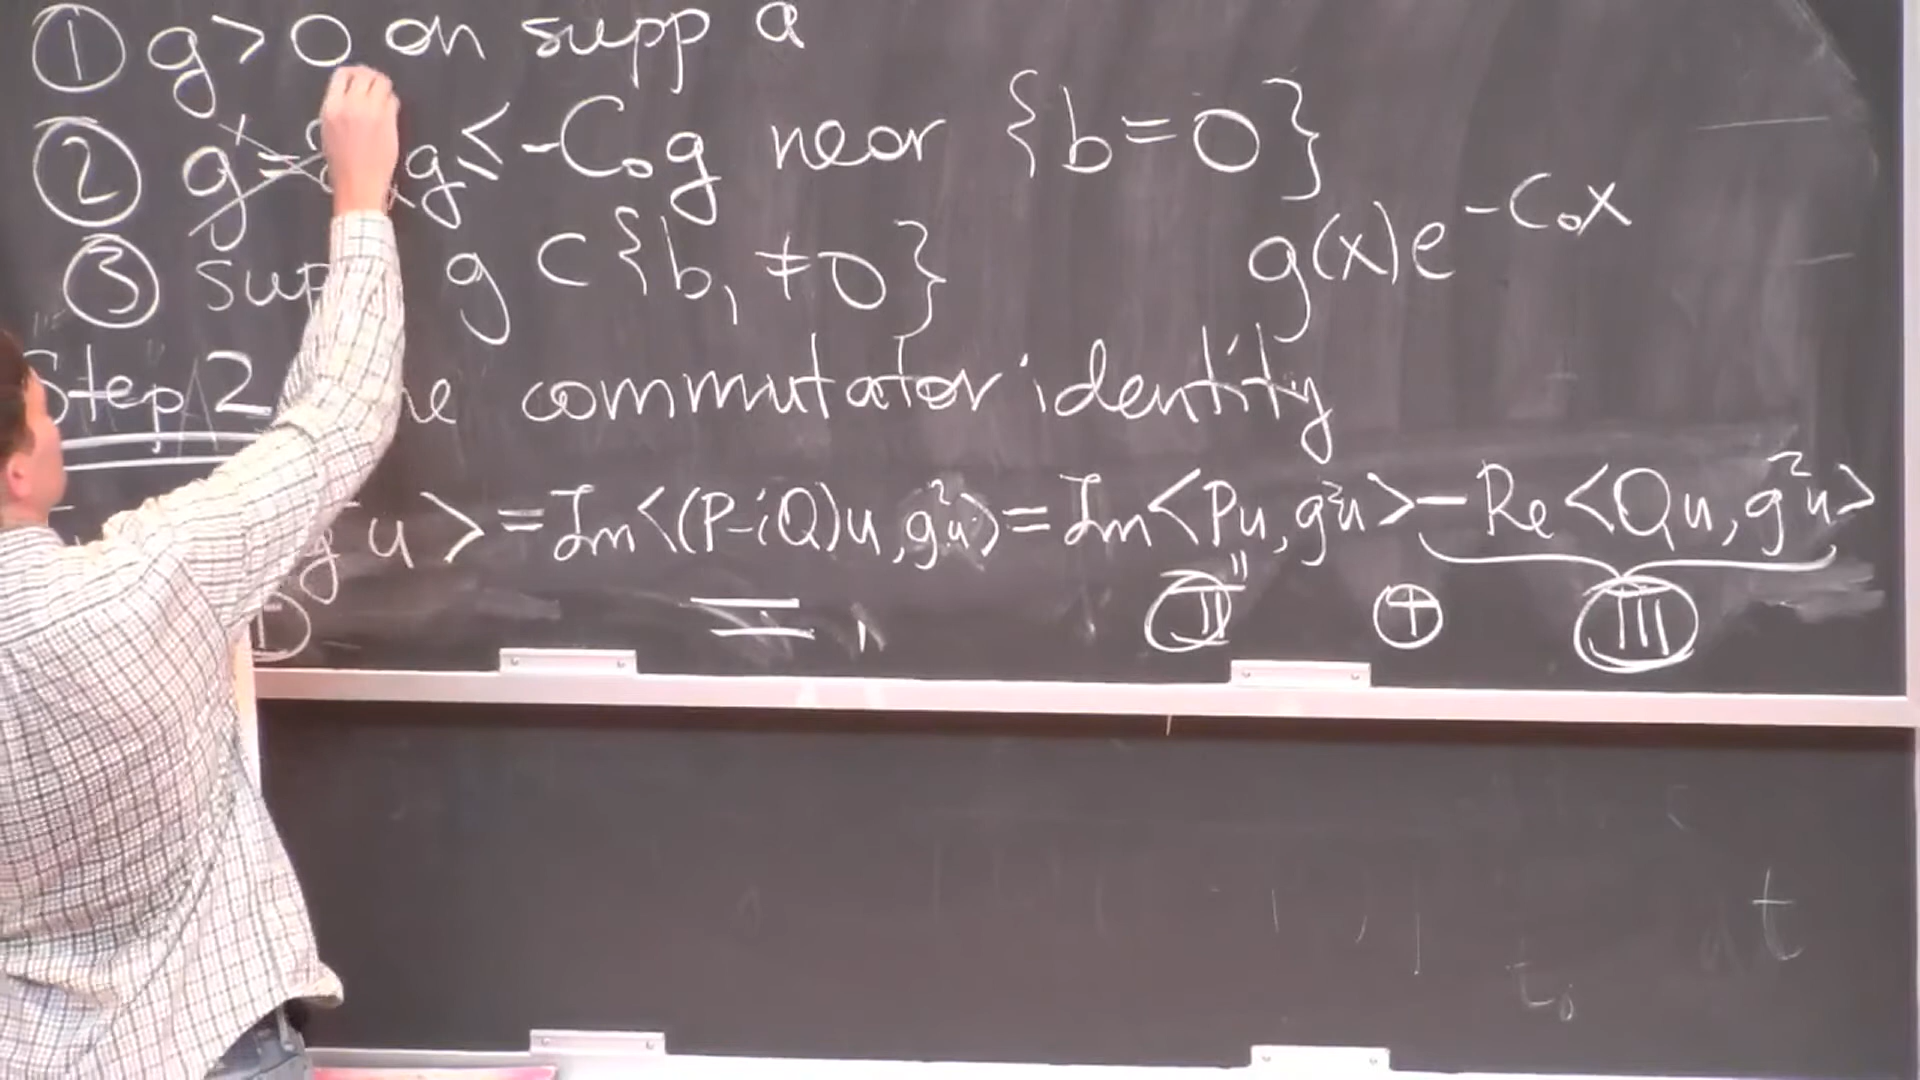 ① g > 0 on supp a
② g ≤ -C₀g near {b = 0}
g(x)e^{-C₀x}
③ supp g ⊂ {b₁ ≠ 0}
Step 2 commutator identity
u > = Im<(P-iQ)u, g²u> = Im<Pu, g²u> - Re<Qu, g²u>
Ⅱ ⊕ Ⅲ
t
t₀